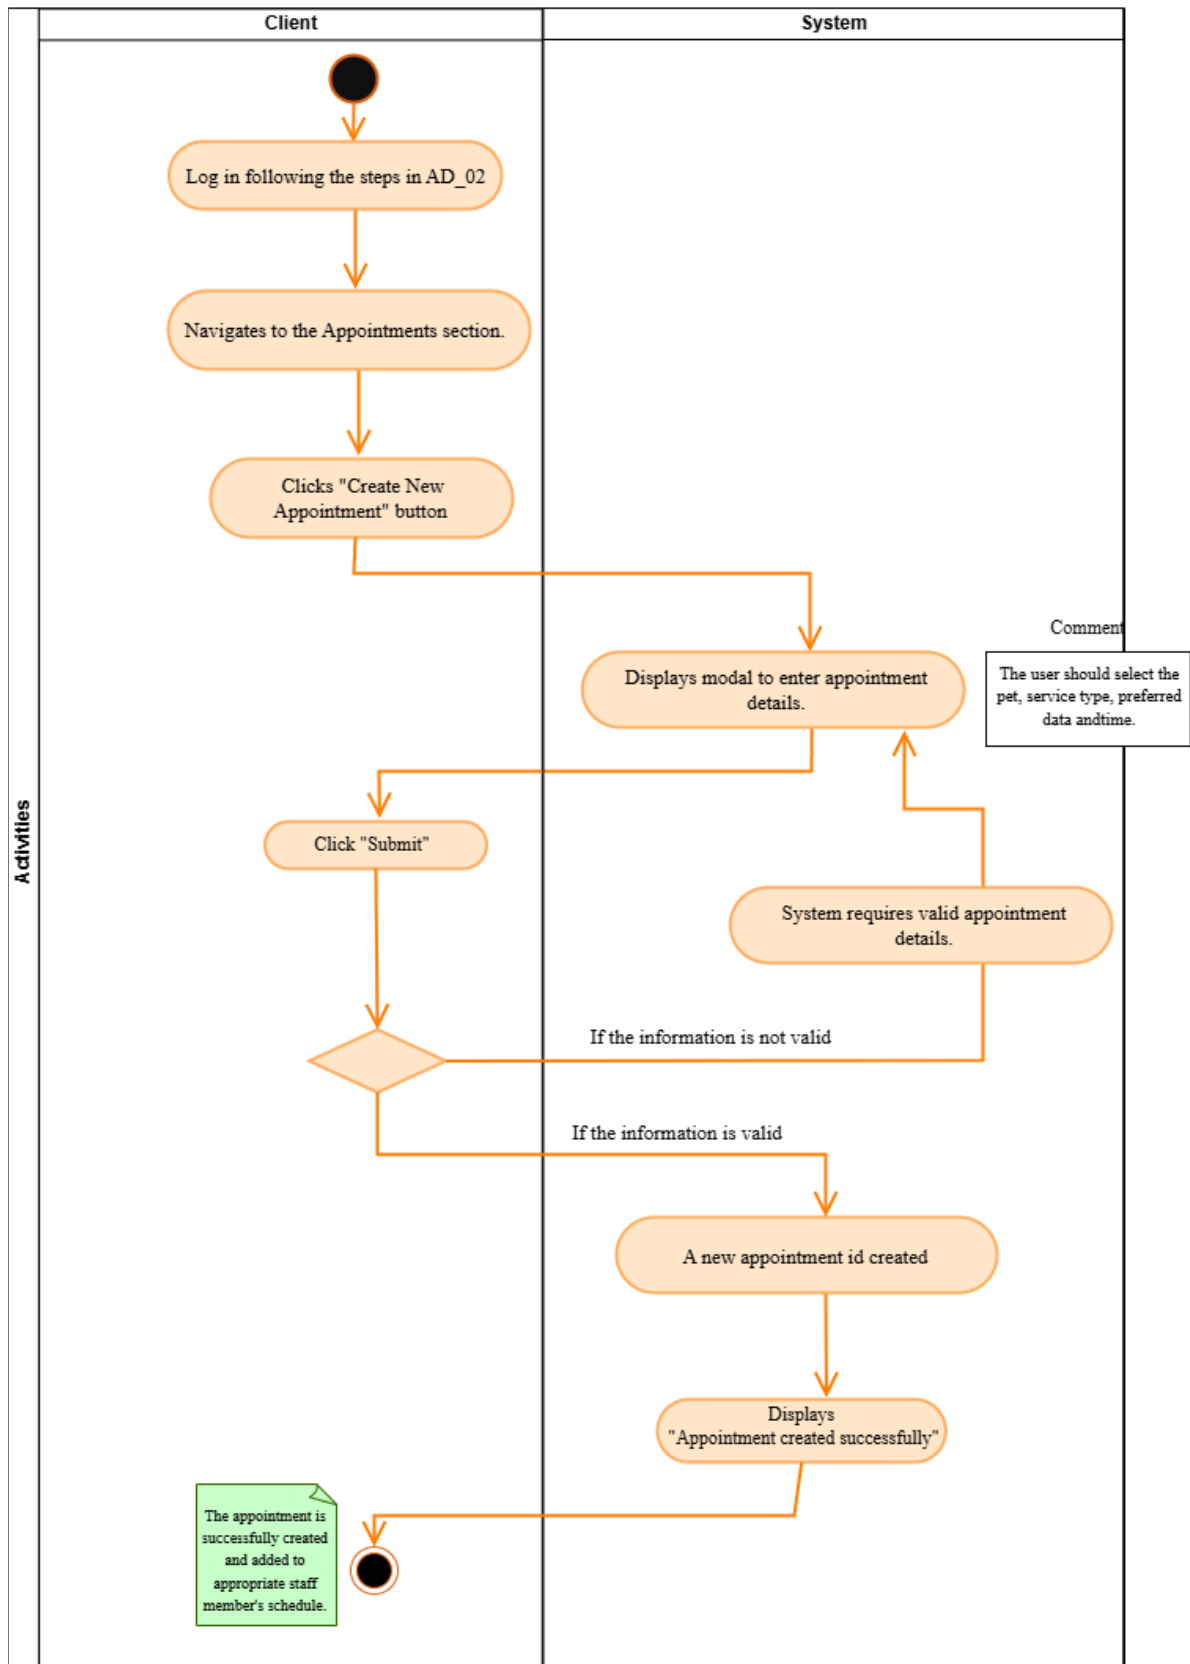 Client
System
Log in following the steps in AD_02
Navigates to the Appointments section.
Clicks "Create New
Appointment" button
Comment
Displays modal to enter appointment
details.
The user should select the
pet, service type, preferred
data andtime.
Click "Submit"
Activities
System requires valid appointment
details.
If the information is not valid
If the information is valid
A new appointment id created
Displays
"Appointment created successfully"
The appointment is
successfully created
and added to
appropriate staff
member's schedule.